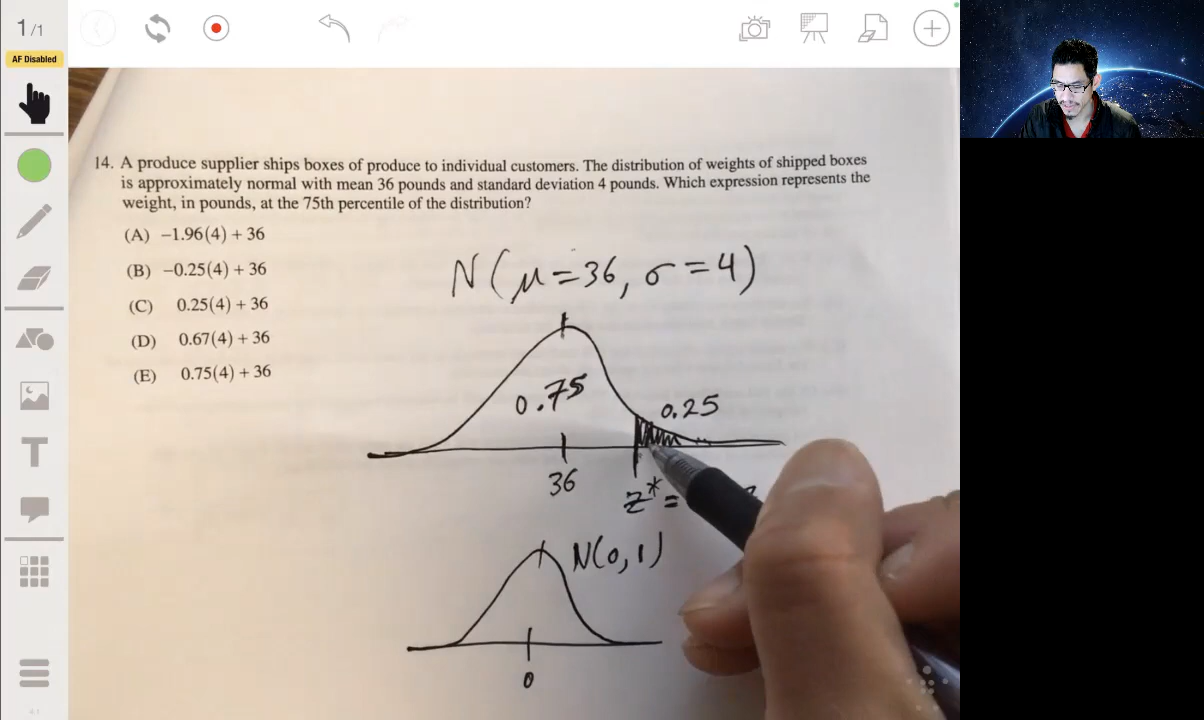 1/1
AF Disabled
14. A produce supplier ships boxes of produce to individual customers. The distribution of weights of shipped boxes
is approximately normal with mean 36 pounds and standard deviation 4 pounds. Which expression represents the
weight, in pounds, at the 75th percentile of the distribution?
(A) −1.96(4) + 36
(B) −0.25(4) + 36
(C) 0.25(4) + 36
(D) 0.67(4) + 36
(E) 0.75(4) + 36
N(μ=36, σ=4)
0.75
0.25
36
z*=
N(0,1)
0
T